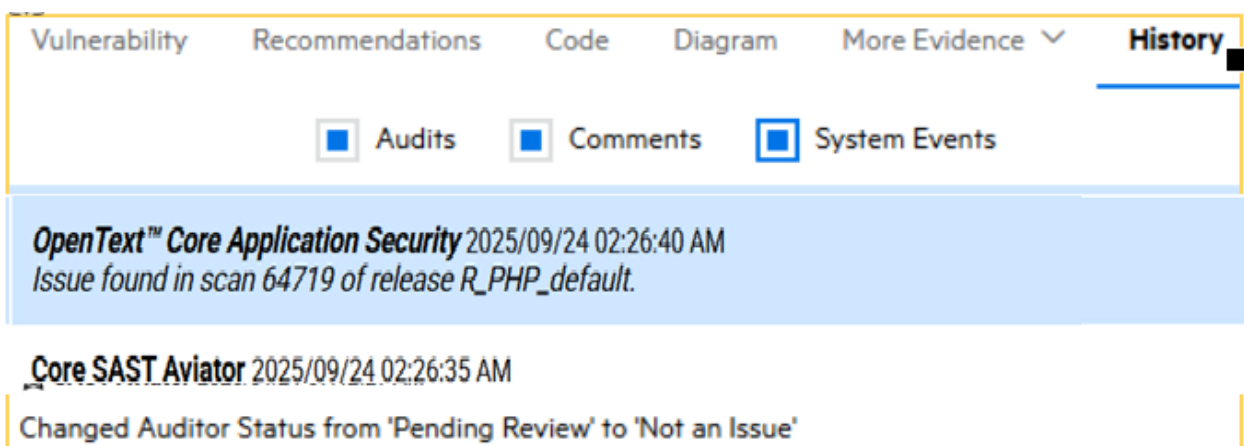 Vulnerability Recommendations Code Diagram More Evidence History
Audits Comments System Events
OpenText™ Core Application Security 2025/09/24 02:26:40 AM
Issue found in scan 64719 of release R_PHP_default.
Core SAST Aviator 2025/09/24 02:26:35 AM
Changed Auditor Status from 'Pending Review' to 'Not an Issue'